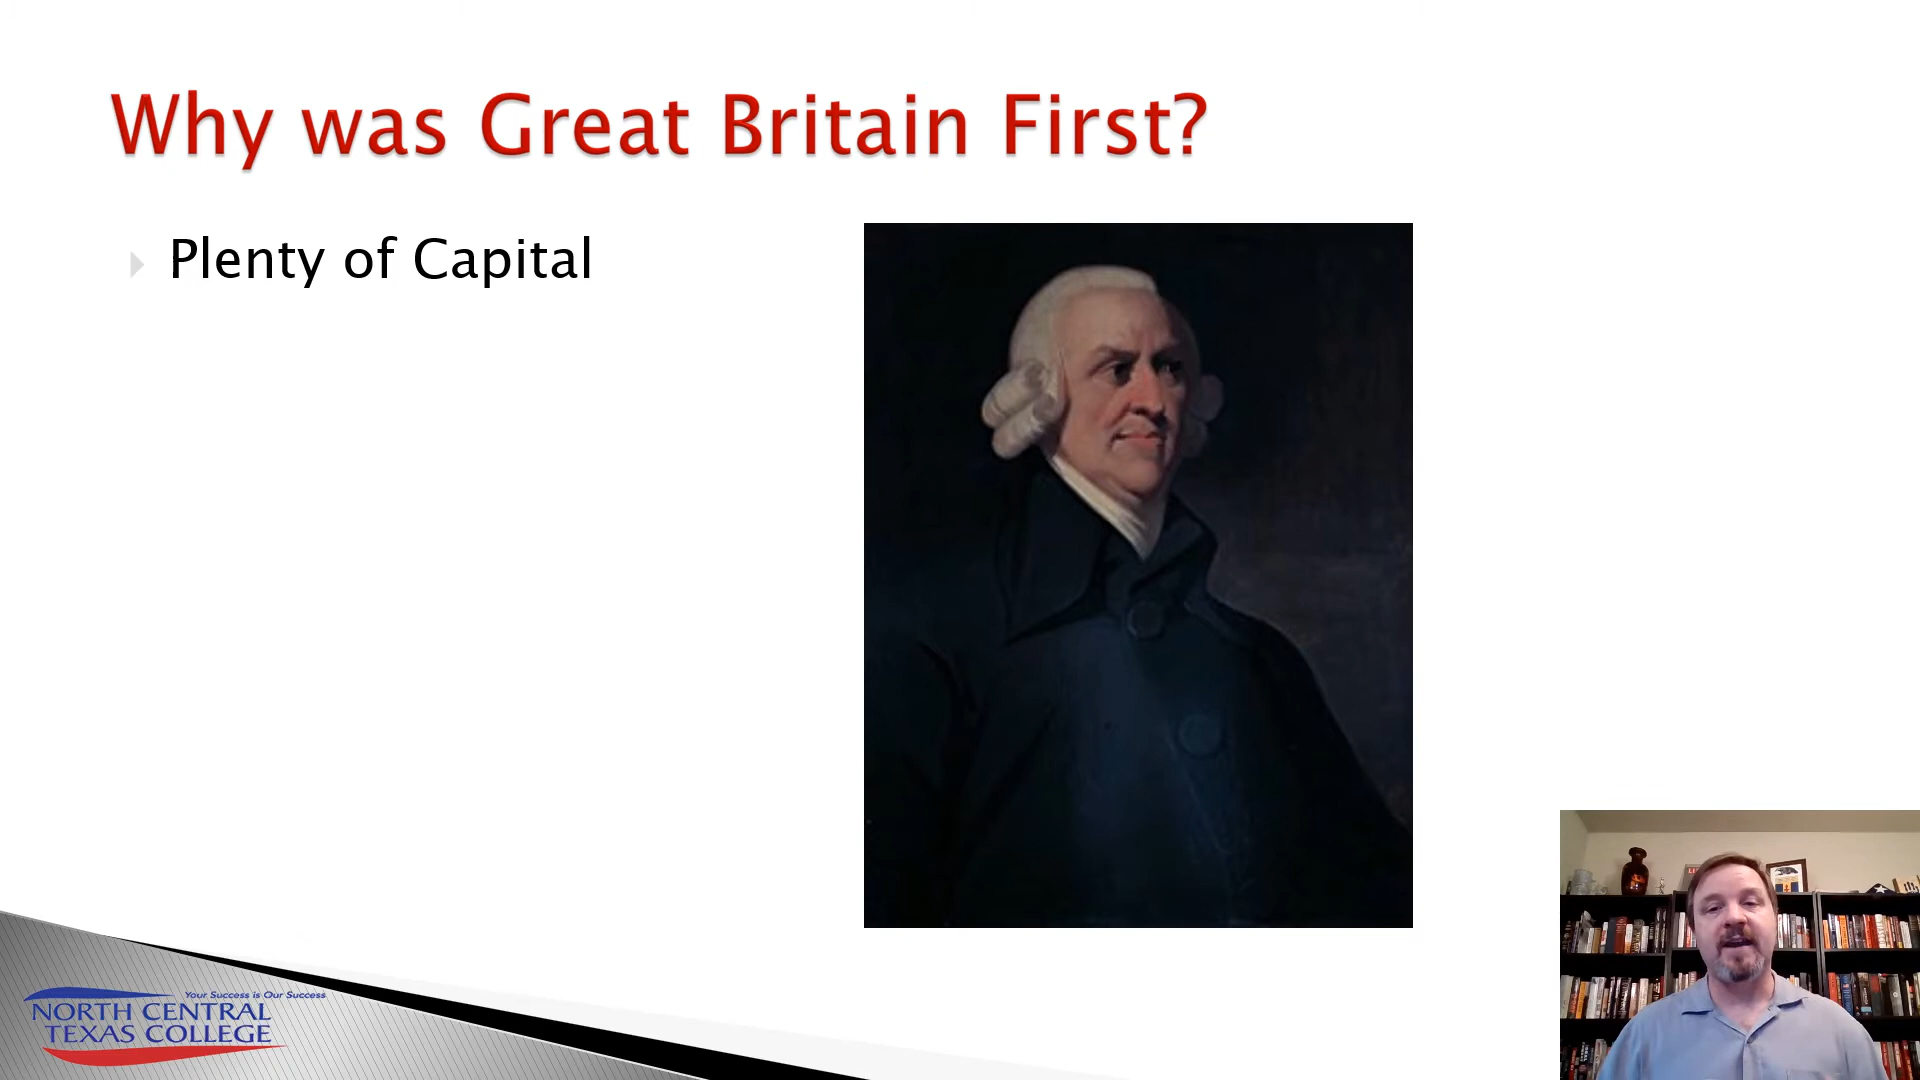 Why was Great Britain First?
Plenty of Capital
Your Success is Our Success
NORTH CENTRAL
TEXAS COLLEGE